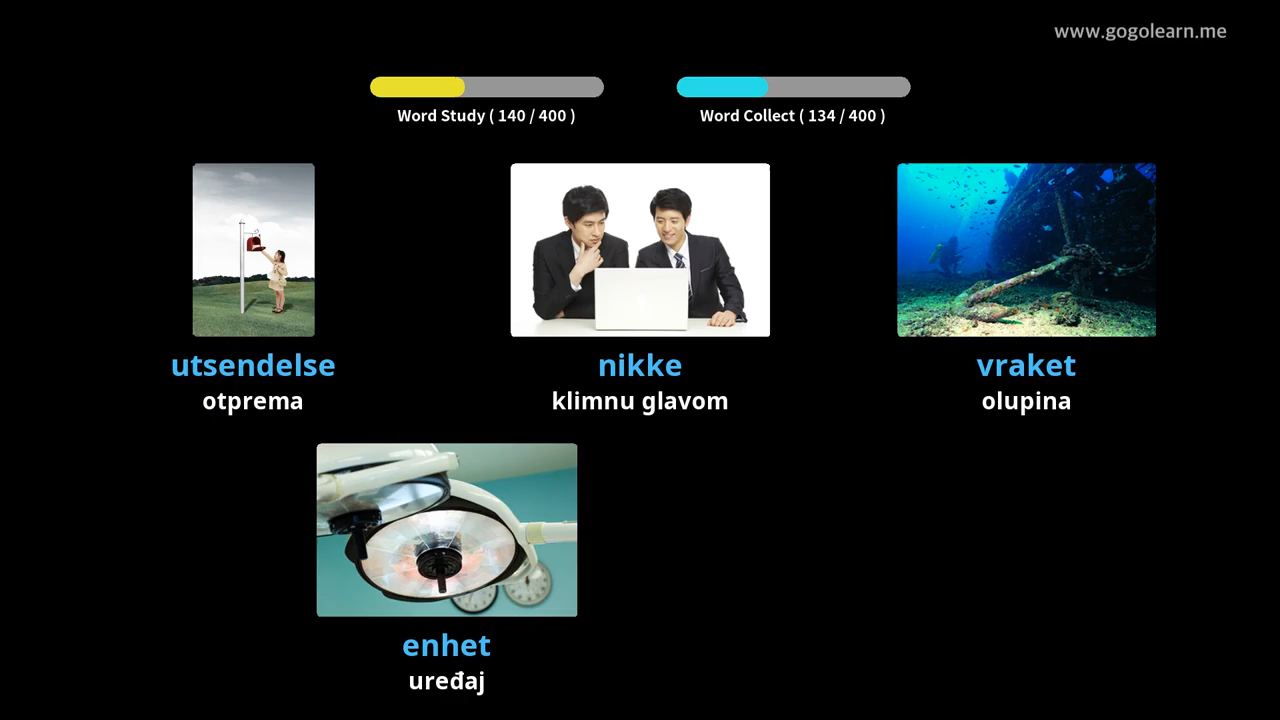 www.gogolearn.me
Word Study ( 140 / 400 )
Word Collect ( 134 / 400 )
utsendelse
otprema
nikke
klimnu glavom
vraket
olupina
enhet
uređaj